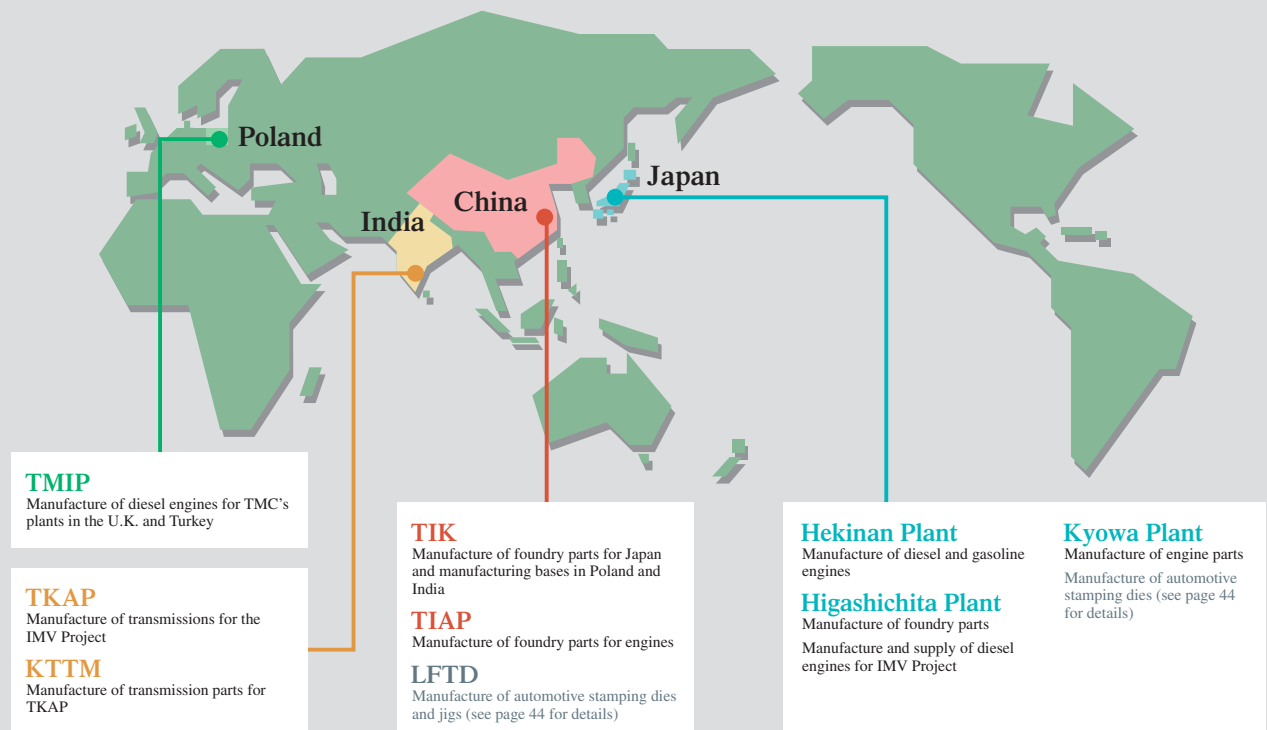 Poland
Japan
China
India
TMIP
Manufacture of diesel engines for TMC's
plants in the U.K. and Turkey
TKAP
Manufacture of transmissions for the
IMV Project
KTTM
Manufacture of transmission parts for
TKAP
TIK
Manufacture of foundry parts for Japan
and manufacturing bases in Poland and
India
TIAP
Manufacture of foundry parts for engines
LFTD
Manufacture of automotive stamping dies
and jigs (see page 44 for details)
Hekinan Plant
Manufacture of diesel and gasoline
engines
Higashichita Plant
Manufacture of foundry parts
Manufacture and supply of diesel
engines for IMV Project
Kyowa Plant
Manufacture of engine parts
Manufacture of automotive
stamping dies (see page 44
for details)